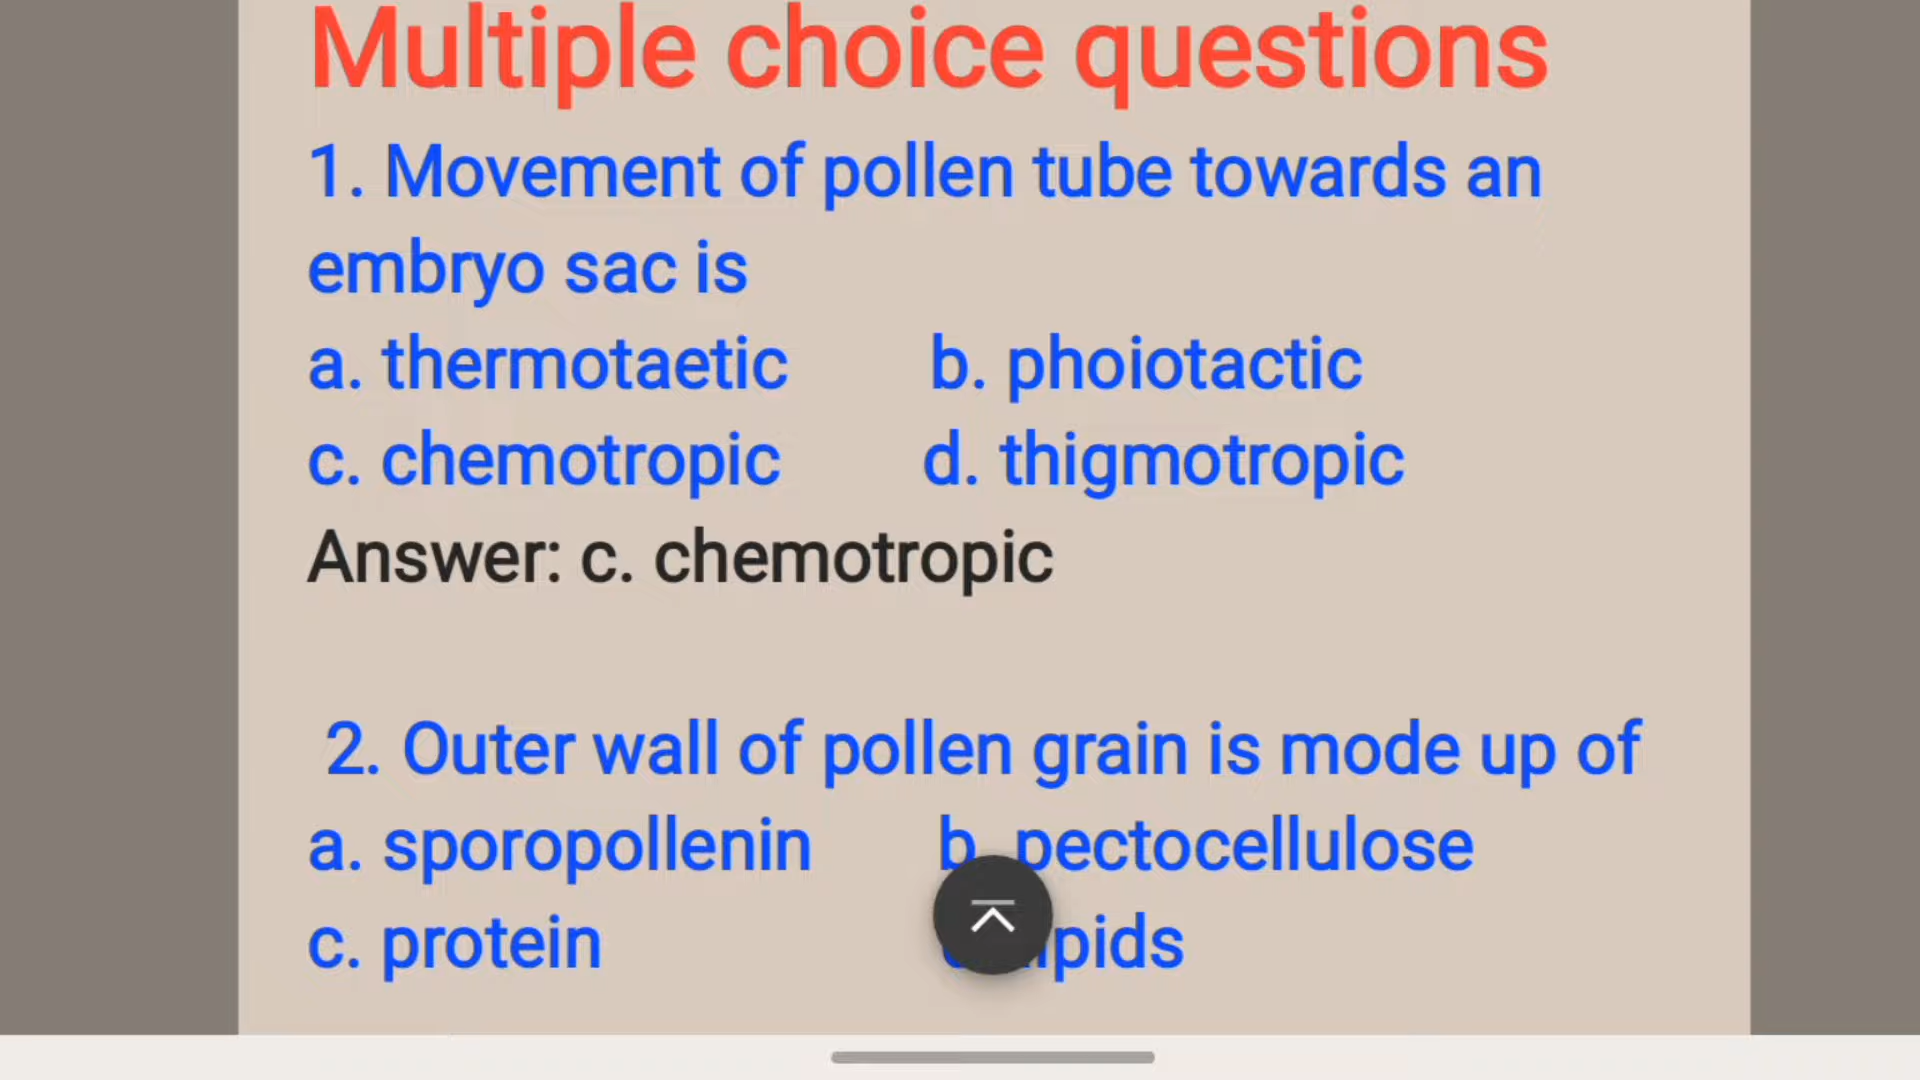 Multiple choice questions
1. Movement of pollen tube towards an
embryo sac is
a. thermotaetic b. phoiotactic
c. chemotropic d. thigmotropic
Answer: c. chemotropic
2. Outer wall of pollen grain is mode up of
a. sporopollenin b. pectocellulose
c. protein